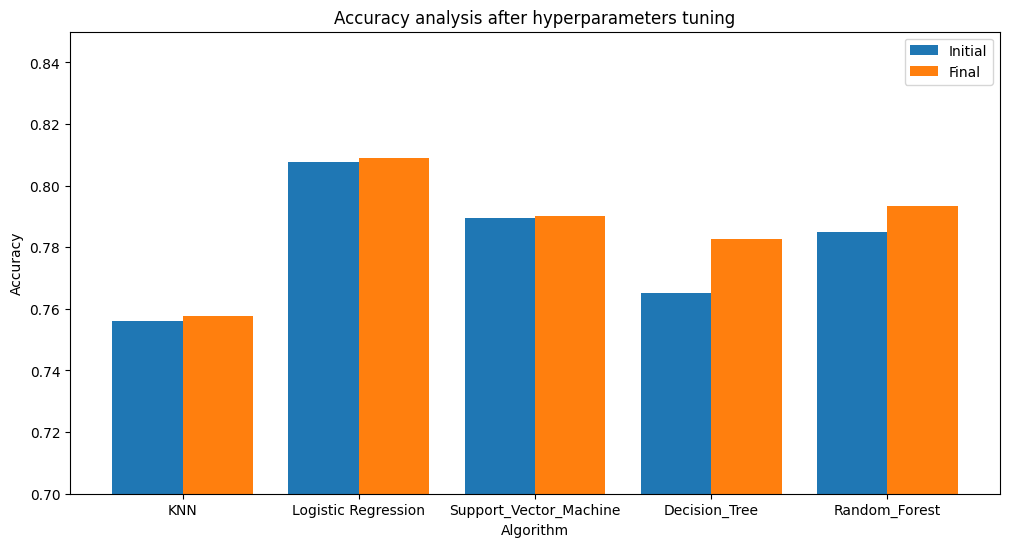 Accuracy analysis after hyperparameters tuning
Initial
Final
Accuracy
0.84
0.82
0.80
0.78
0.76
0.74
0.72
0.70
KNN Logistic Regression Support_Vector_Machine Decision_Tree Random_Forest
Algorithm